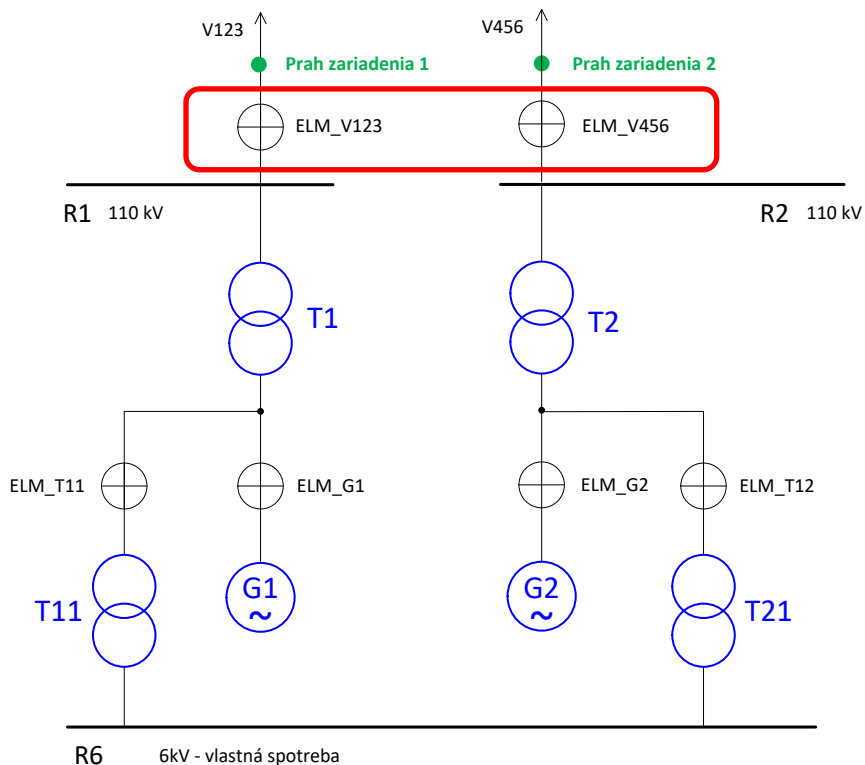 V123
V456
Prah zariadenia 1
Prah zariadenia 2
ELM_V123
ELM_V456
R1 110 kV
R2 110 kV
T1
T2
ELM_T11
ELM_G1
ELM_G2
ELM_T12
T11
G1
~
G2
~
T21
R6 6kV - vlastná spotreba